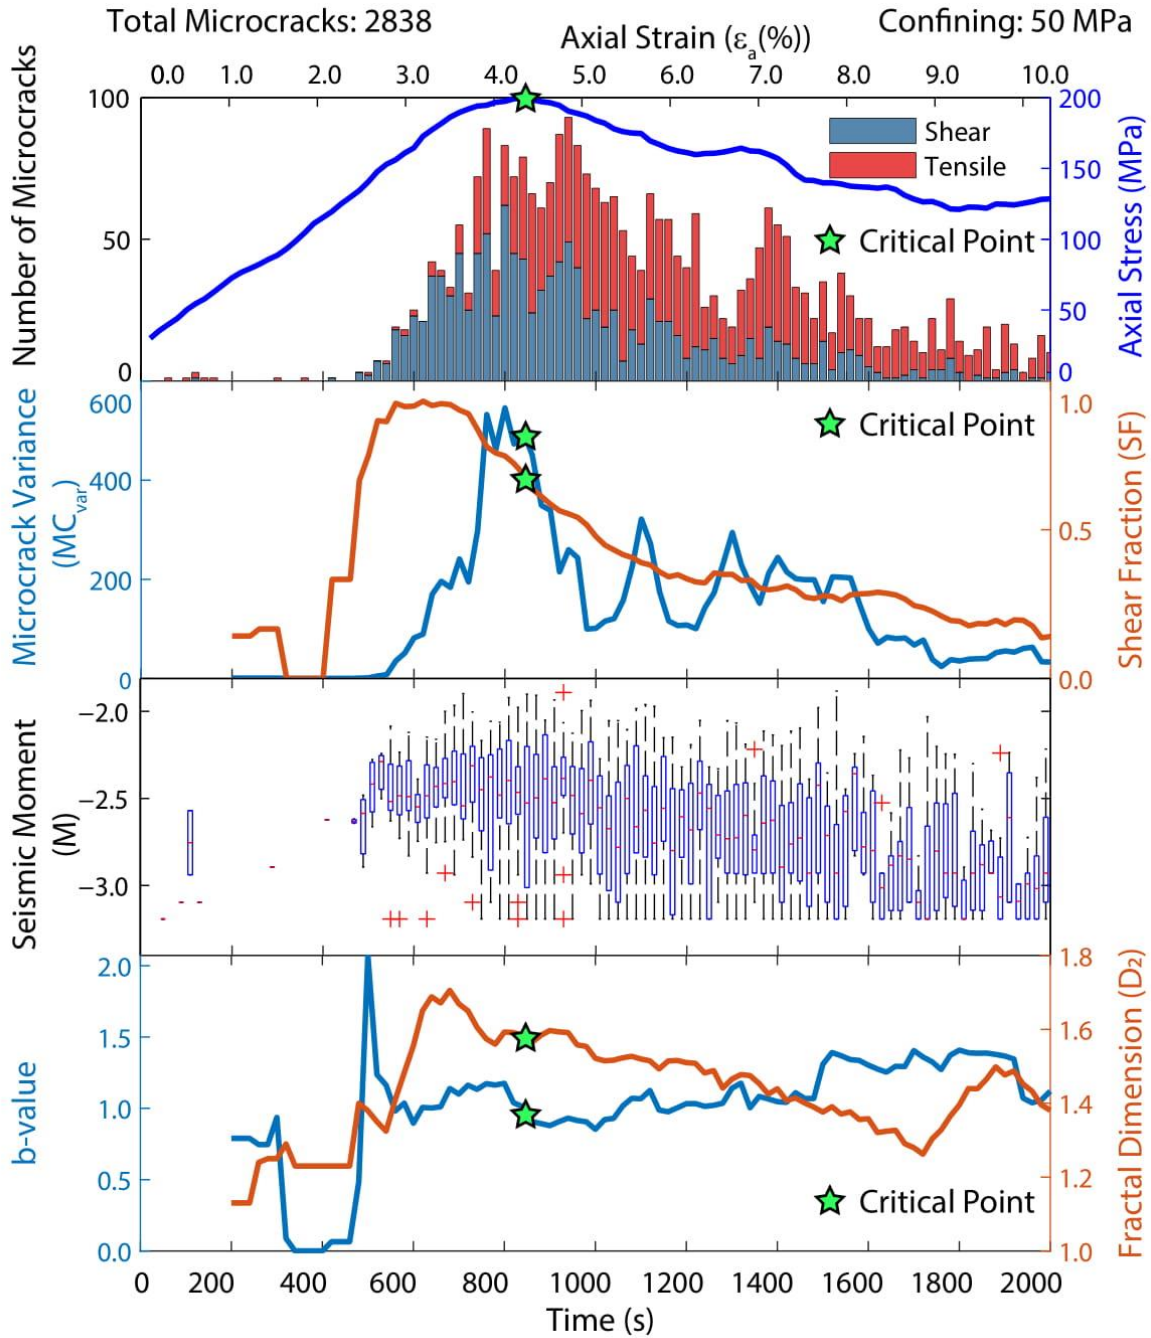 Total Microcracks: 2838
Confining: 50 MPa
Axial Strain (εa(%))
0.0 1.0 2.0 3.0 4.0 5.0 6.0 7.0 8.0 9.0 10.0
Number of Microcracks
100
50
0
Shear
Tensile
Critical Point
200
150
100
50
0
Axial Stress (MPa)
Microcrack Variance
(MCvar)
600
400
200
0
Critical Point
1.0
0.5
0.0
Shear Fraction (SF)
Seismic Moment
(M)
−2.0
−2.5
−3.0
b-value
2.0
1.5
1.0
0.5
0.0
Critical Point
1.8
1.6
1.4
1.2
1.0
Fractal Dimension (D₂)
0 200 400 600 800 1000 1200 1400 1600 1800 2000
Time (s)